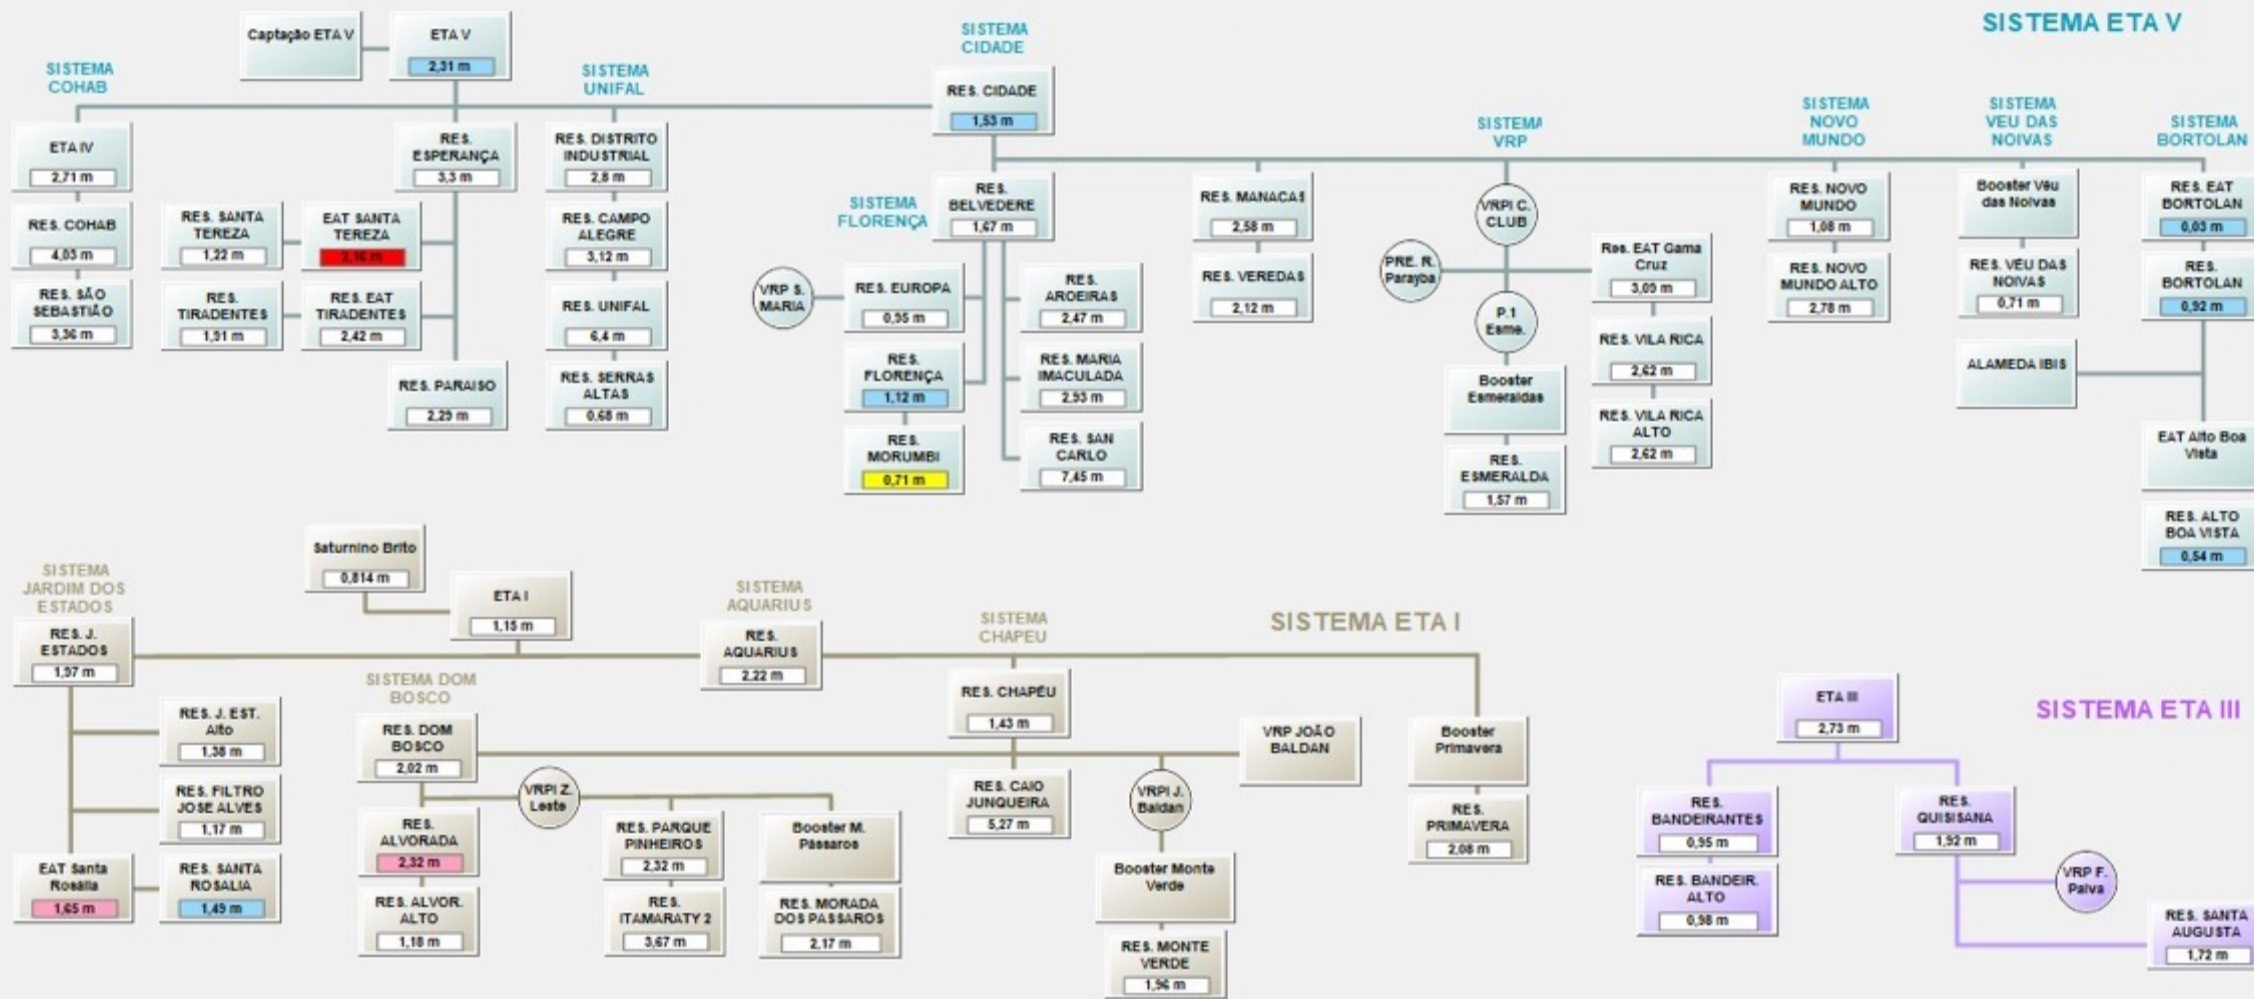 SISTEMA ETA V
Captação ETA V
ETA V
2,31 m
SISTEMA
COHAB
ETA IV
2,71 m
RES. COHAB
4,03 m
RES. SÃO
SEBASTIÃO
3,36 m
RES.
ESPERANÇA
3,3 m
RES. SANTA
TEREZA
1,22 m
EAT SANTA
TEREZA
RES.
TIRADENTES
1,91 m
RES. EAT
TIRADENTES
2,42 m
RES. PARAISO
2,29 m
SISTEMA
UNIFAL
RES. DISTRITO
INDUSTRIAL
2,8 m
RES. CAMPO
ALEGRE
3,12 m
RES. UNIFAL
6,4 m
RES. SERRAS
ALTAS
0,68 m
SISTEMA
CIDADE
RES. CIDADE
1,53 m
SISTEMA
FLORENÇA
RES.
BELVEDERE
1,67 m
VRP S.
MARIA
RES. EUROPA
0,95 m
RES.
FLORENÇA
1,12 m
RES.
MORUMBI
0,71 m
RES.
AROEIRAS
2,47 m
RES. MARIA
IMACULADA
2,93 m
RES. SAN
CARLO
7,45 m
RES. MANACAS
2,58 m
RES. VEREDAS
2,12 m
SISTEMA
VRP
VRPI C.
CLUB
PRE. R.
Parayba
P.1
Esme.
Booster
Esmeraldas
RES.
ESMERALDA
1,57 m
Res. EAT Gama
Cruz
3,09 m
RES. VILA RICA
2,62 m
RES. VILA RICA
ALTO
2,62 m
SISTEMA
NOVO
MUNDO
RES. NOVO
MUNDO
1,08 m
RES. NOVO
MUNDO ALTO
2,78 m
SISTEMA
VEU DAS
NOIVAS
Booster Véu
das Noivas
RES. VÉU DAS
NOIVAS
0,71 m
ALAMEDA IBIS
SISTEMA
BORTOLAN
RES. EAT
BORTOLAN
0,03 m
RES.
BORTOLAN
0,92 m
EAT Alto Boa
Vista
RES. ALTO
BOA VISTA
0,54 m
SISTEMA ETA I
Saturnino Brito
0,814 m
ETA I
1,15 m
SISTEMA
JARDIM DOS
ESTADOS
RES. J.
ESTADOS
1,97 m
RES. J. EST.
Alto
1,38 m
RES. FILTRO
JOSE ALVES
1,17 m
EAT Santa
Rosália
1,65 m
RES. SANTA
ROSALIA
1,49 m
SISTEMA
AQUARIUS
RES.
AQUARIUS
2,22 m
SISTEMA DOM
BOSCO
RES. DOM
BOSCO
2,02 m
VRPI Z.
Leste
RES.
ALVORADA
2,32 m
RES. ALVOR.
ALTO
1,18 m
RES. PARQUE
PINHEIROS
2,32 m
RES.
ITAMARATY 2
3,67 m
Booster M.
Pássaros
RES. MORADA
DOS PASSAROS
2,17 m
SISTEMA
CHAPEU
RES. CHAPÉU
1,43 m
RES. CAIO
JUNQUEIRA
5,27 m
VRPI J.
Baldan
Booster Monte
Verde
RES. MONTE
VERDE
1,96 m
VRP JOÃO
BALDAN
Booster
Primavera
RES.
PRIMAVERA
2,08 m
SISTEMA ETA III
ETA III
2,73 m
RES.
BANDEIRANTES
0,95 m
RES. BANDEIR.
ALTO
0,98 m
RES.
QUISISANA
1,92 m
VRP F.
Paiva
RES. SANTA
AUGUSTA
1,72 m